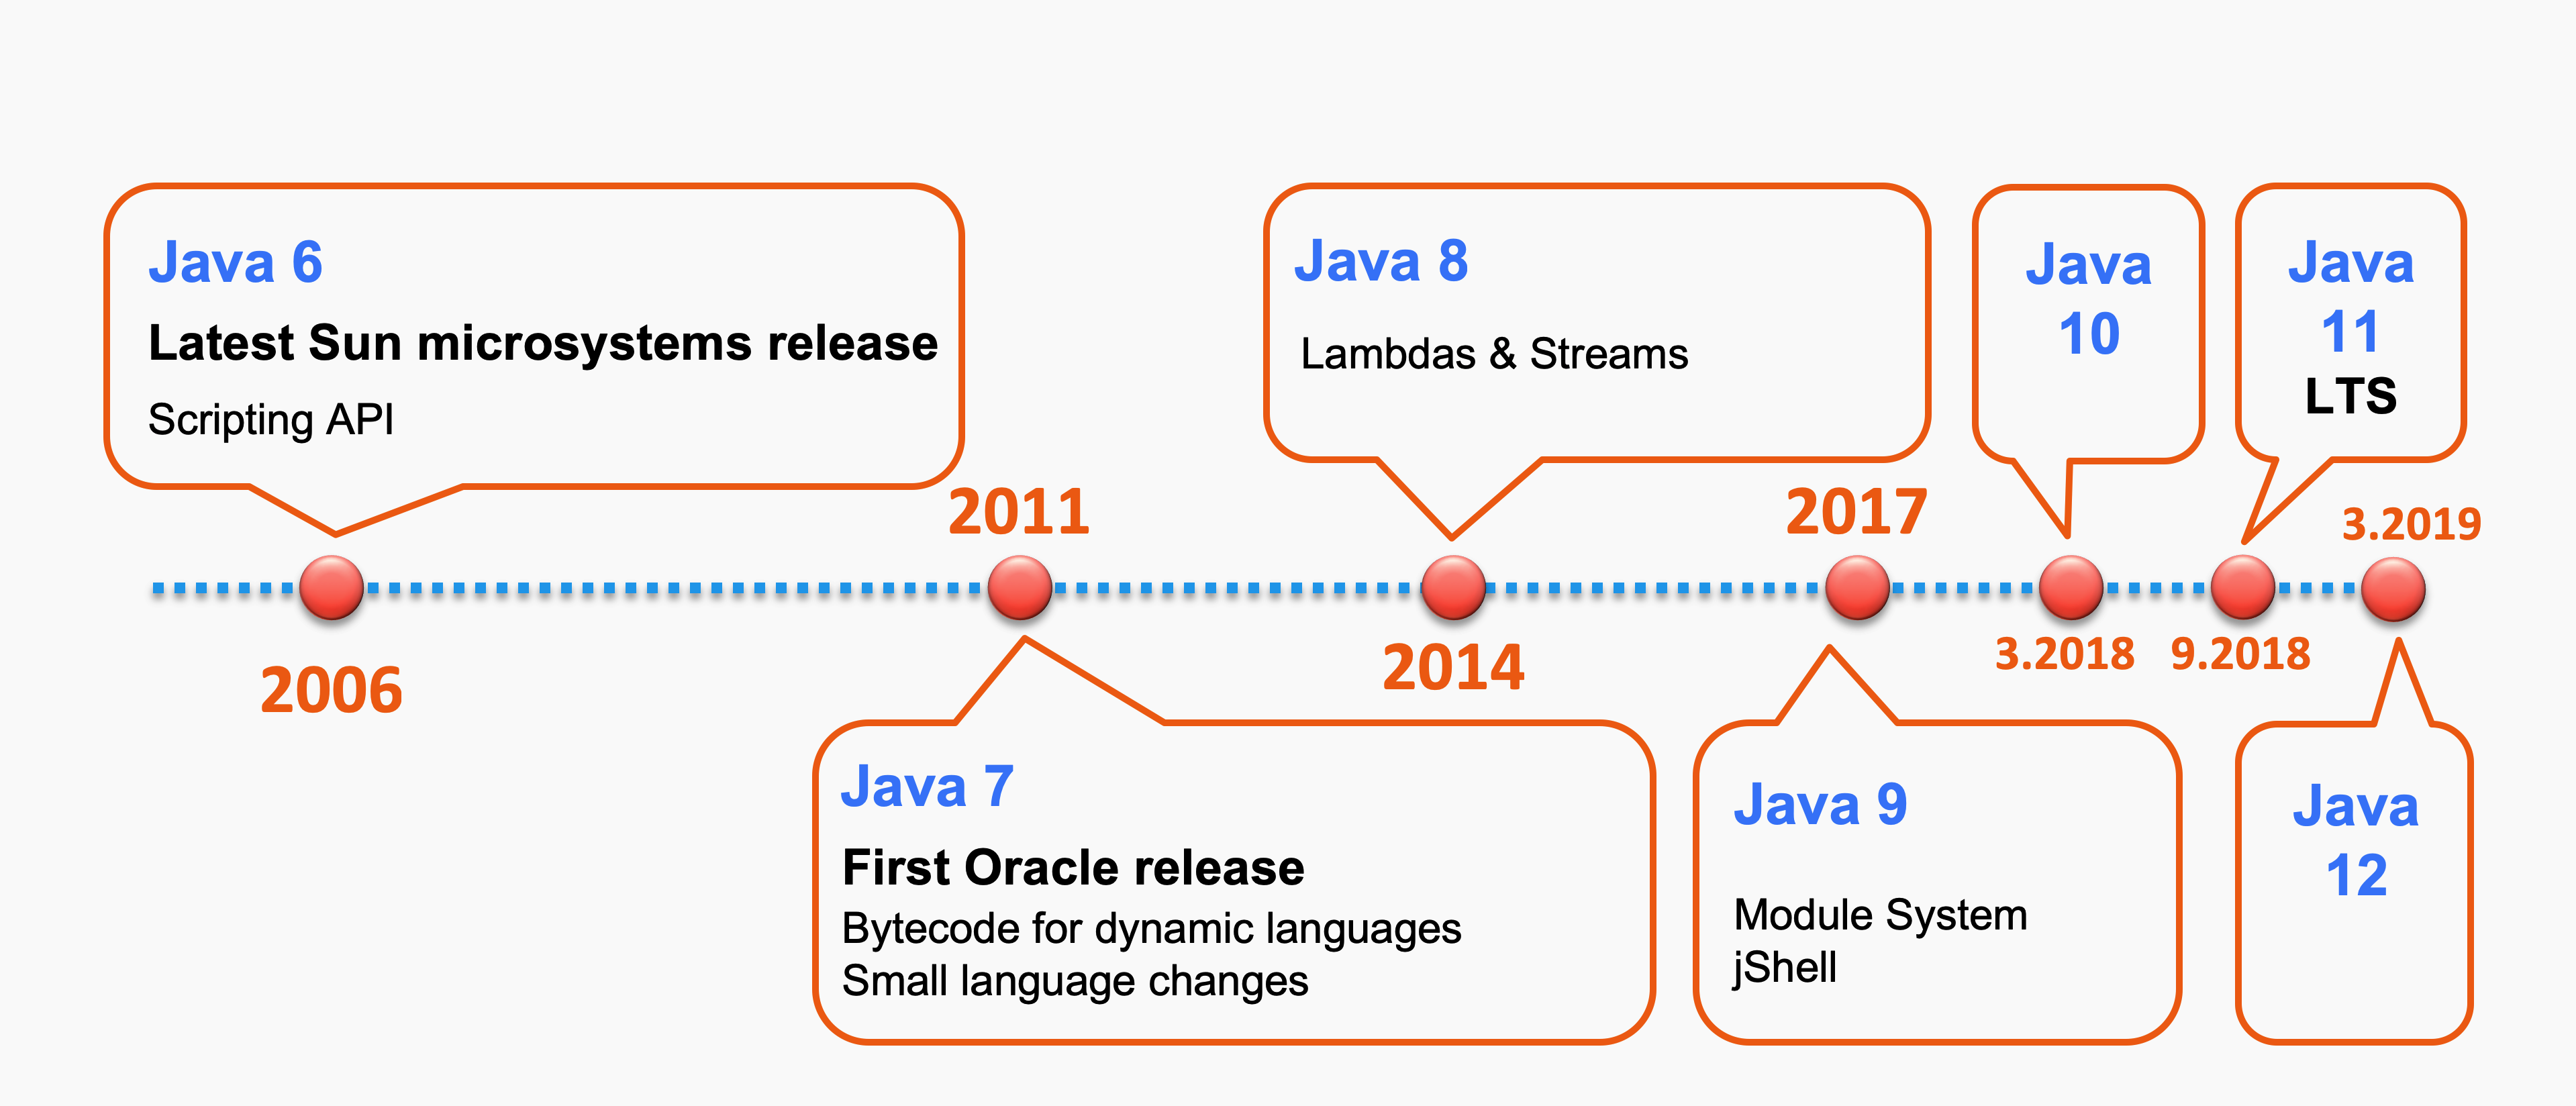 Java 6
Latest Sun microsystems release
Scripting API
Java 8
Lambdas & Streams
Java
10
Java
11
LTS
2011
2017
3.2019
2006
2014
3.2018
9.2018
Java 7
First Oracle release
Bytecode for dynamic languages
Small language changes
Java 9
Module System
jShell
Java
12